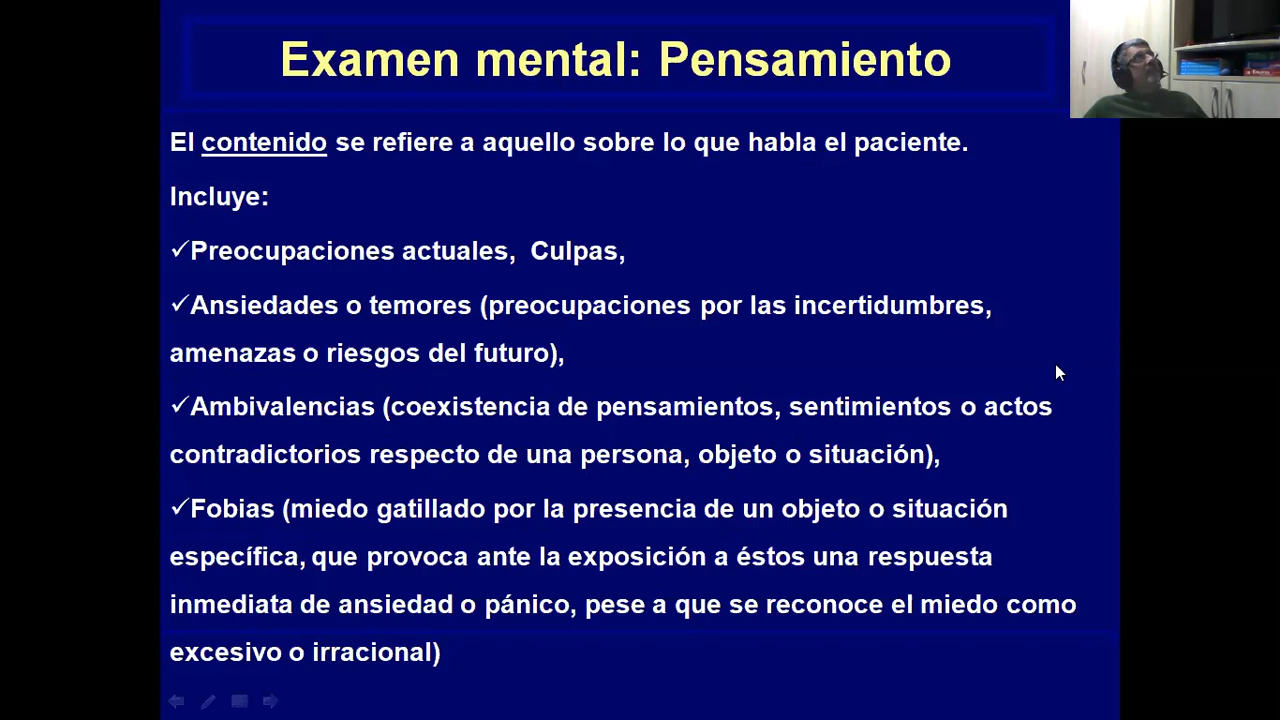 Examen mental: Pensamiento
El contenido se refiere a aquello sobre lo que habla el paciente.
Incluye:
✓Preocupaciones actuales,  Culpas,
✓Ansiedades o temores (preocupaciones por las incertidumbres,
amenazas o riesgos del futuro),
✓Ambivalencias (coexistencia de pensamientos, sentimientos o actos
contradictorios respecto de una persona, objeto o situación),
✓Fobias (miedo gatillado por la presencia de un objeto o situación
específica, que provoca ante la exposición a éstos una respuesta
inmediata de ansiedad o pánico, pese a que se reconoce el miedo como
excesivo o irracional)